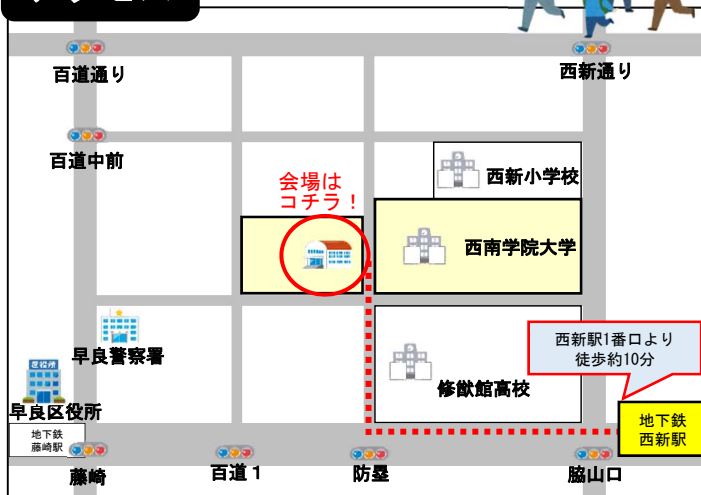 百道通り
西新通り
百道中前
会場は
コチラ！
西新小学校
西南学院大学
早良警察署
西新駅1番口より
徒歩約10分
修猷館高校
区役所
早良区役所
地下鉄
藤崎駅
地下鉄
西新駅
藤崎
百道１
防塁
脇山口